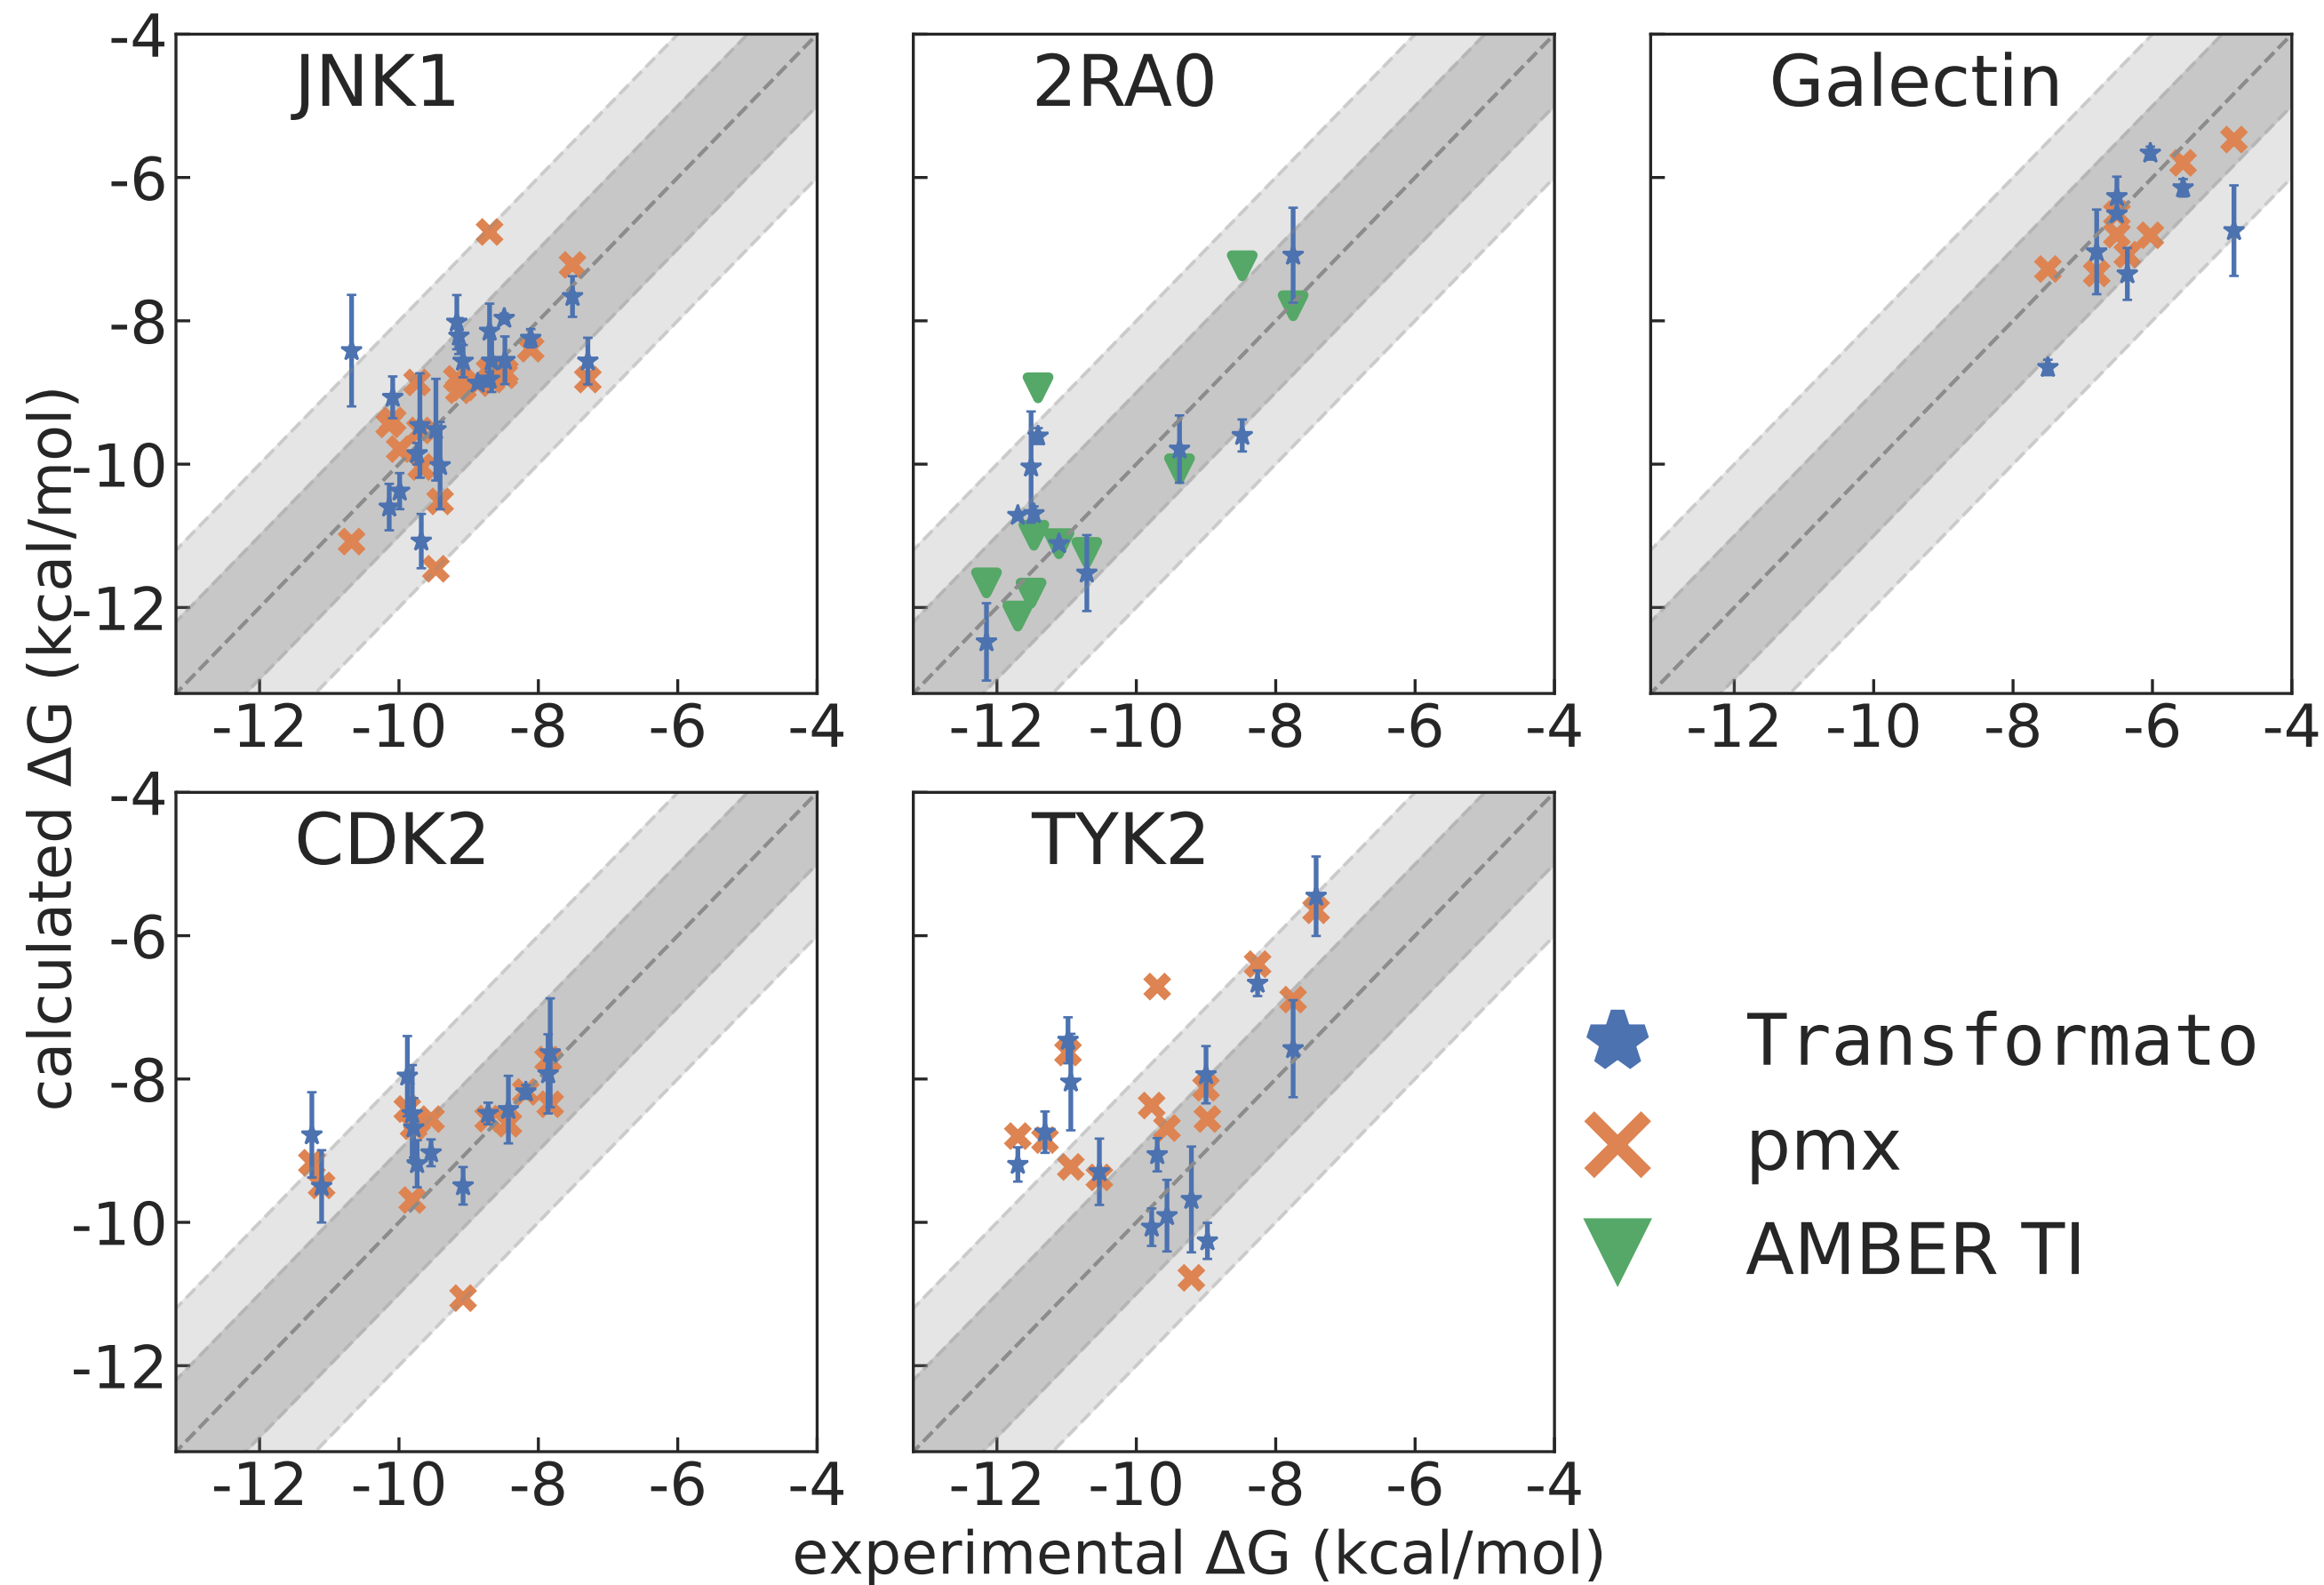 calculated ΔG (kcal/mol)
-4
-6
-8
-10
-12
JNK1
-12 -10 -8 -6 -4
2RA0
-12 -10 -8 -6 -4
Galectin
-12 -10 -8 -6 -4
-4
-6
-8
-10
-12
CDK2
-12 -10 -8 -6 -4
TYK2
-12 -10 -8 -6 -4
Transformato
pmx
AMBER TI
experimental ΔG (kcal/mol)